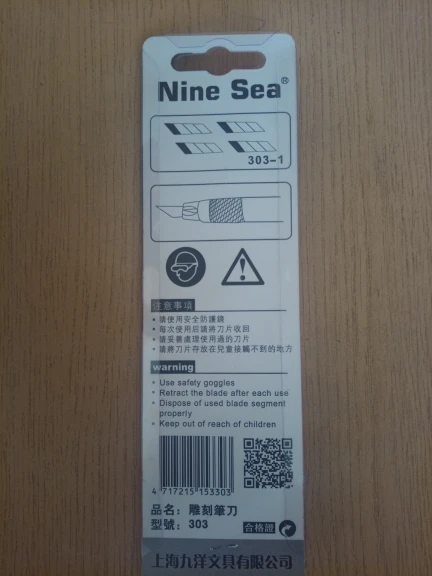 Nine Sea®
303-1
注意事項
• 請使用安全防護鏡
• 每次使用后請將刀片收回
• 請妥善處理使用過的刀片
• 請將刀片存放在兒童接觸不到的地方
warning
• Use safety goggles
• Retract the blade after each use
• Dispose of used blade segment
properly
• Keep out of reach of children
4 717215 153303
品名：雕刻筆刀
型號：303
合格證
上海九洋文具有限公司